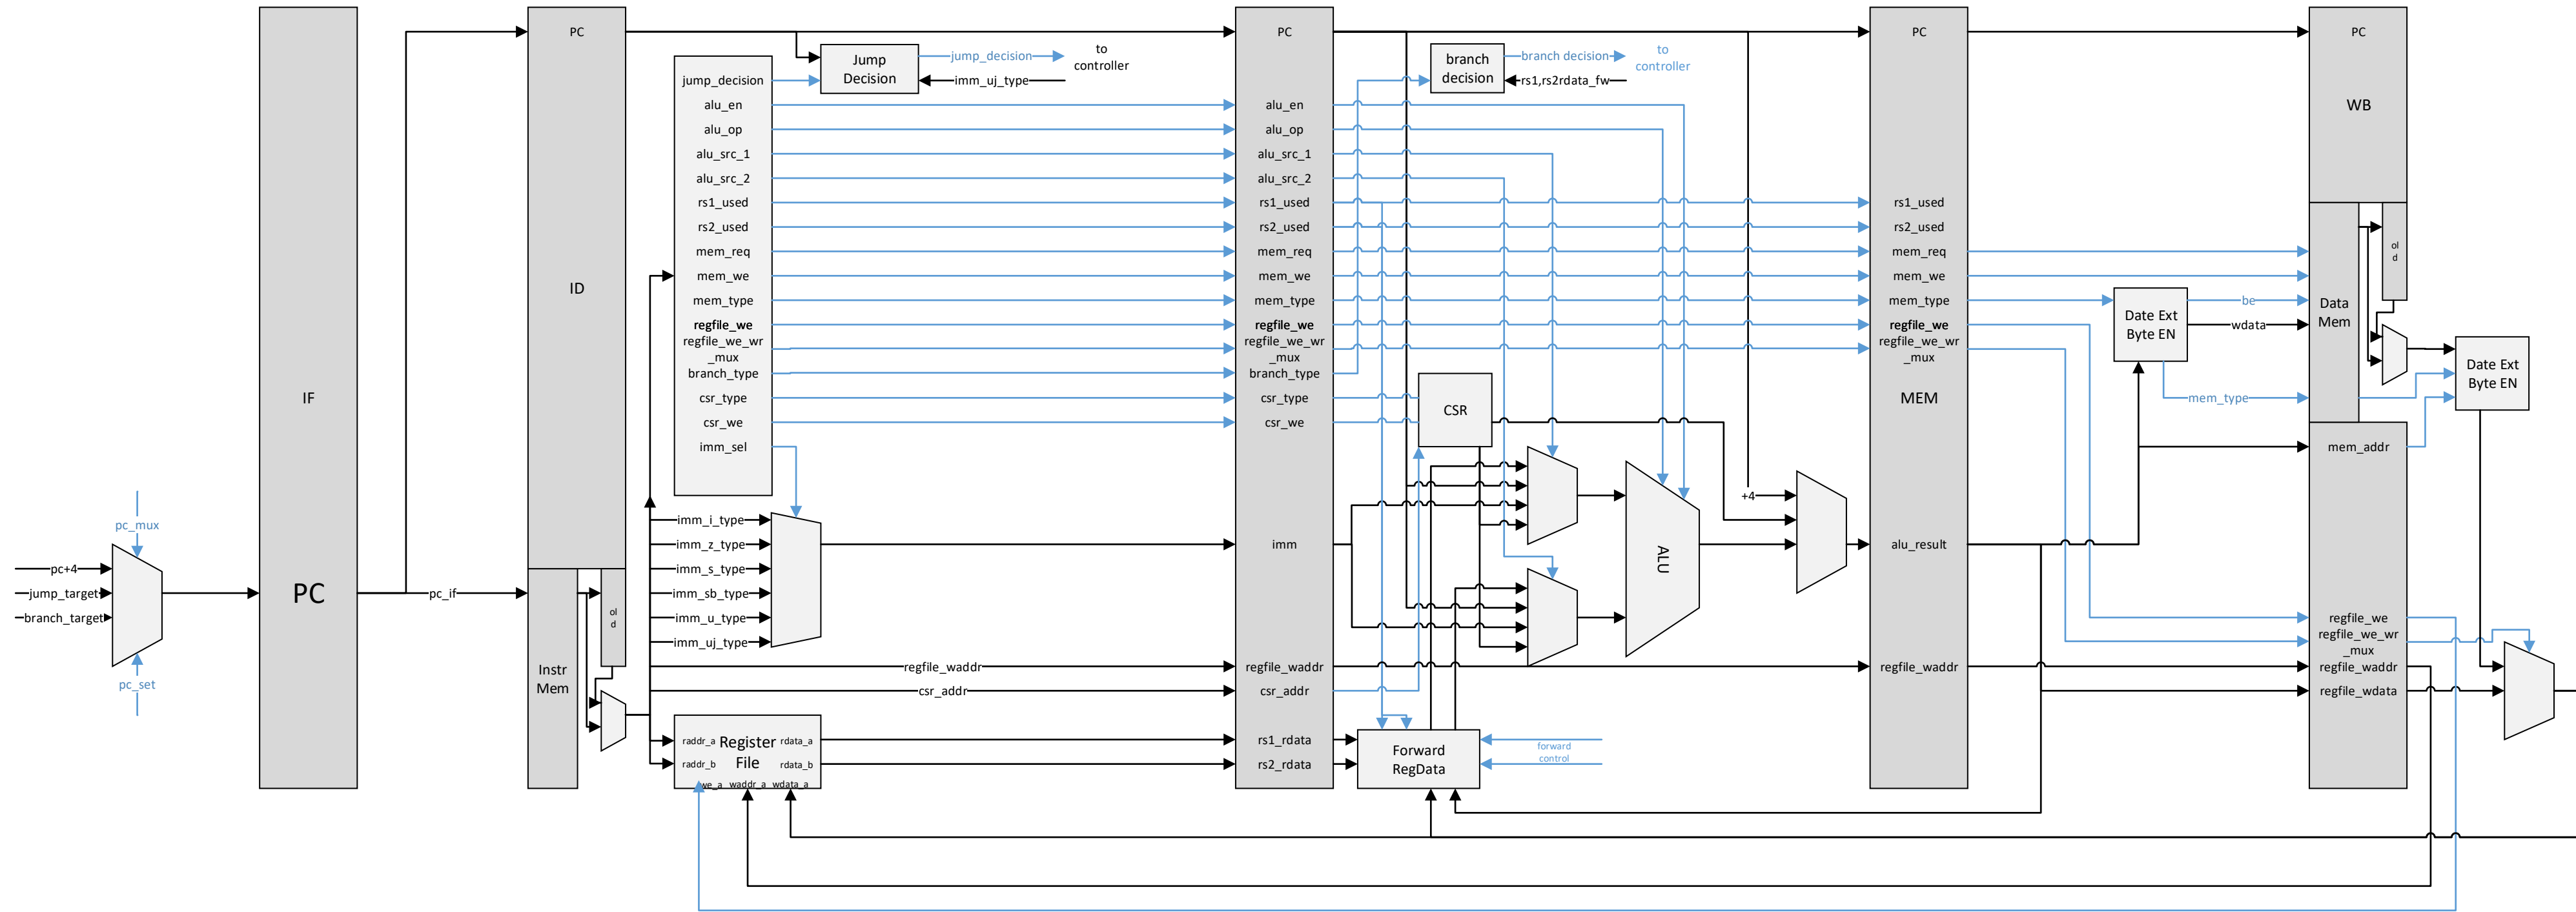 pc_mux
pc+4
jump_target
branch_target
pc_set
IF
PC
pc_if
PC
ID
Instr
Mem
ol
d
jump_decision
alu_en
alu_op
alu_src_1
alu_src_2
rs1_used
rs2_used
mem_req
mem_we
mem_type
regfile_we
regfile_we_wr
_mux
branch_type
csr_type
csr_we
imm_sel
Jump
Decision
jump_decision
to
controller
imm_uj_type
imm_i_type
imm_z_type
imm_s_type
imm_sb_type
imm_u_type
imm_uj_type
regfile_waddr
csr_addr
raddr_a
Register
File
rdata_a
raddr_b
rdata_b
we_a
waddr_a
wdata_a
PC
alu_en
alu_op
alu_src_1
alu_src_2
rs1_used
rs2_used
mem_req
mem_we
mem_type
regfile_we
regfile_we_wr
_mux
branch_type
csr_type
csr_we
imm
regfile_waddr
csr_addr
rs1_rdata
rs2_rdata
branch
decision
branch decision
to
controller
rs1,rs2rdata_fw
CSR
ALU
+4
Forward
RegData
forward
control
PC
rs1_used
rs2_used
mem_req
mem_we
mem_type
regfile_we
regfile_we_wr
_mux
MEM
alu_result
regfile_waddr
Date Ext
Byte EN
be
wdata
mem_type
PC
WB
Data
Mem
ol
d
mem_addr
regfile_we
regfile_we_wr
_mux
regfile_waddr
regfile_wdata
Date Ext
Byte EN